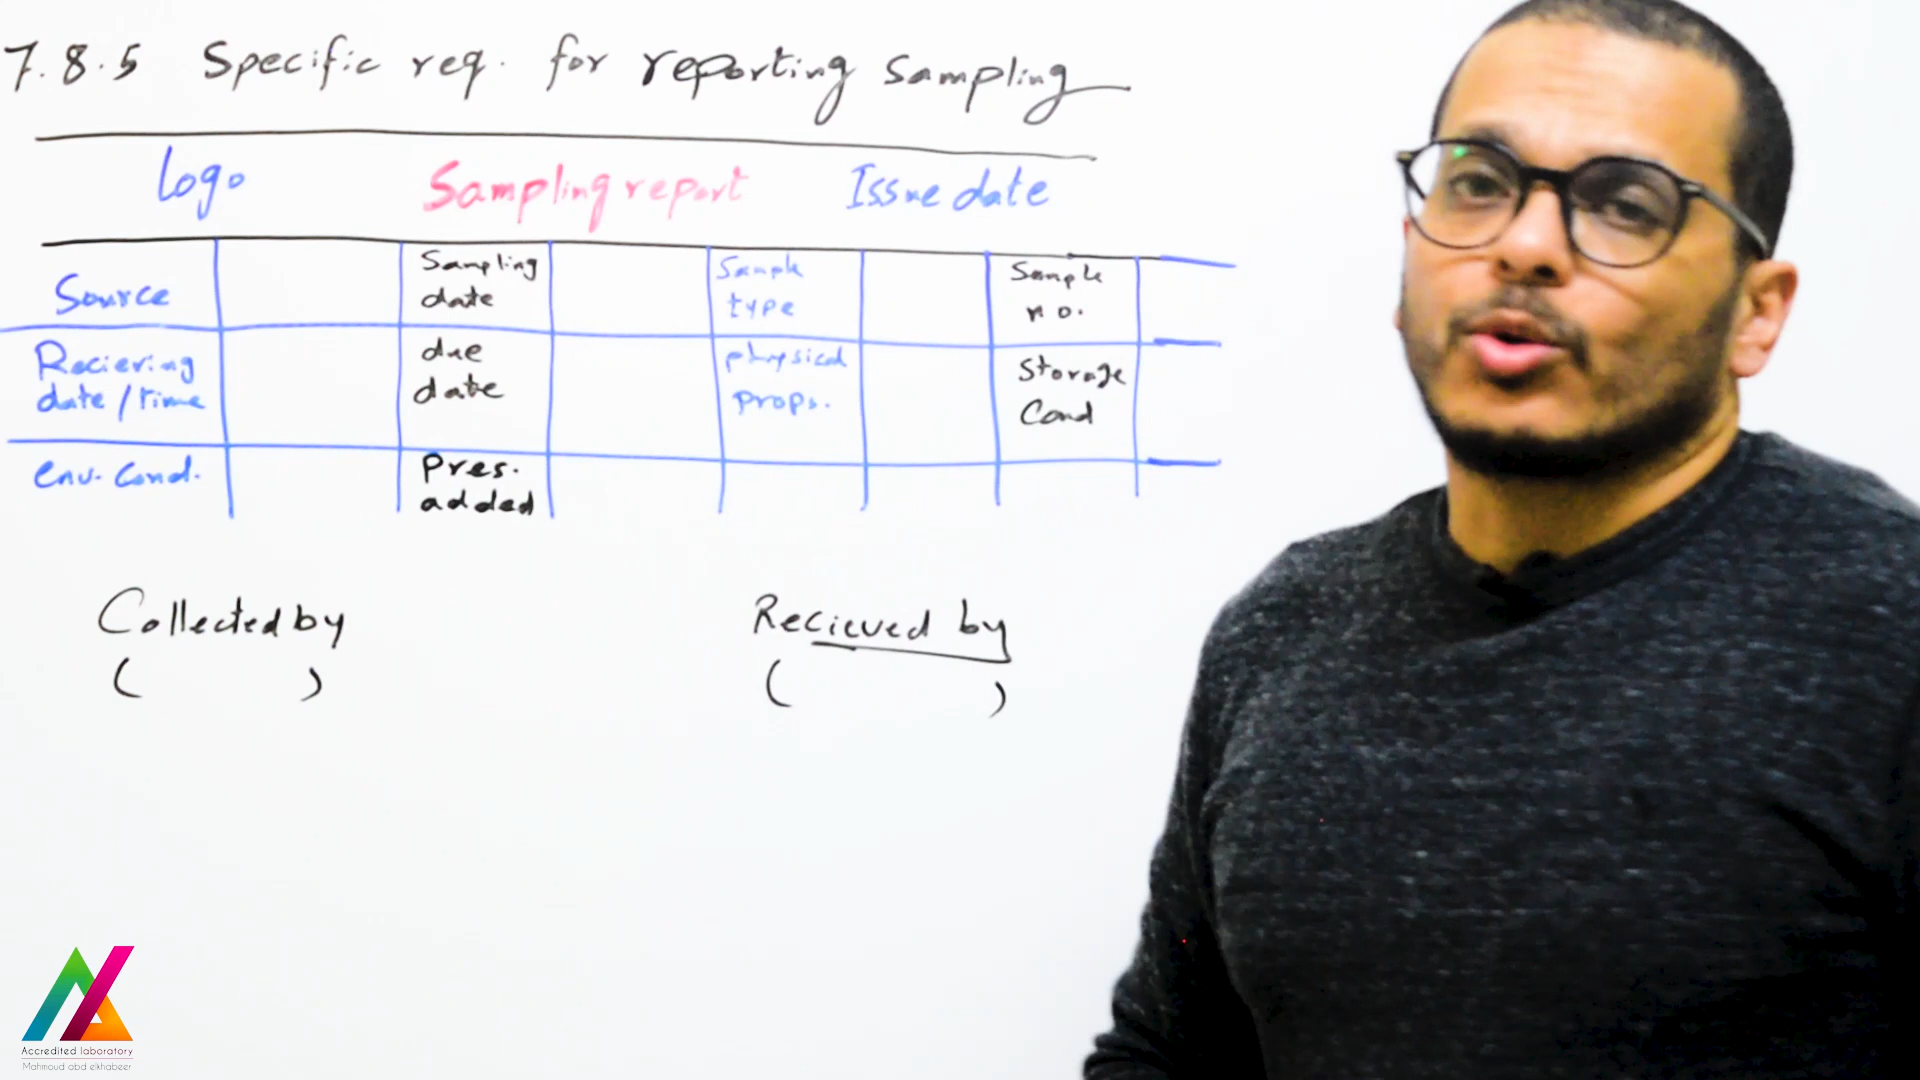 7.8.5 Specific req. for reporting Sampling
Logo Sampling report Issue date
Source Sampling date Sample type Sample no.
Reciering date/time due date physical props. Storage Cond
env. Cond. Pres. added
Collected by Recieved by
( ) ( )
Accredited laboratory
Mahmoud abd elkhabeer